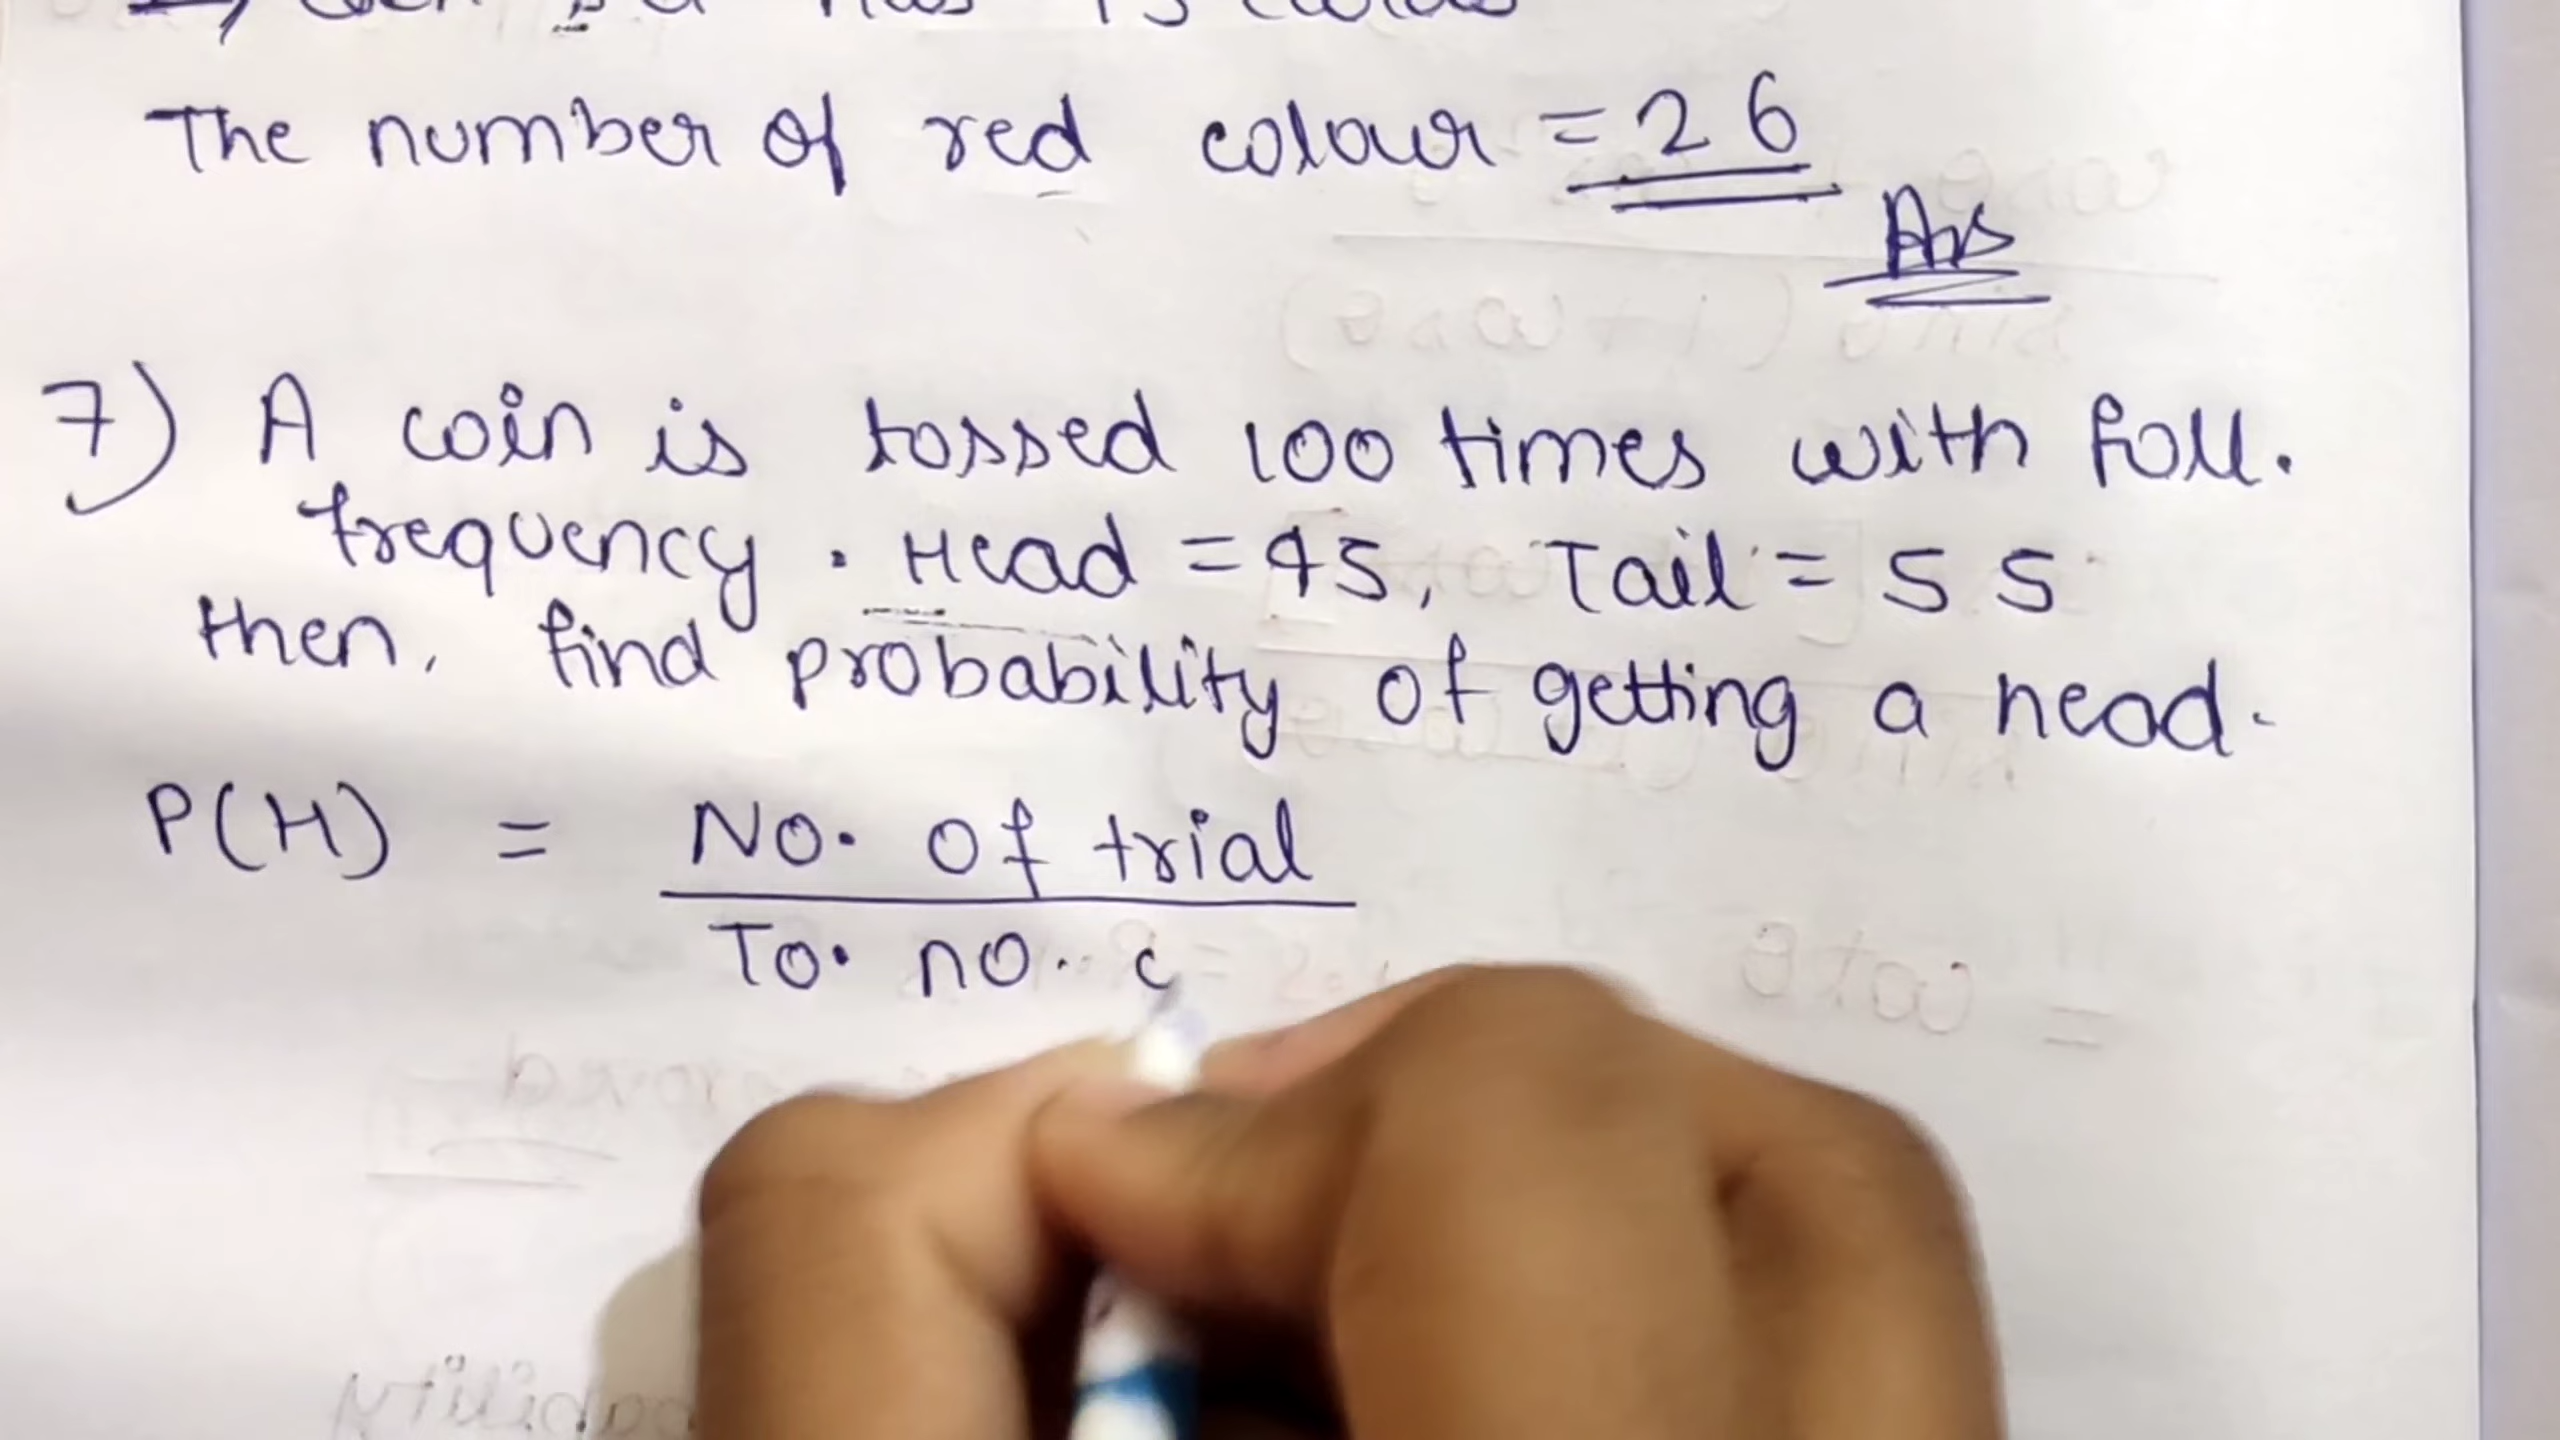 The number of red colour = 26
Ans
7) A coin is tossed 100 times with foll.
frequency. Head = 45, Tail = 55
then, find probability of getting a head.
P(H) = No. of trial
To. no.